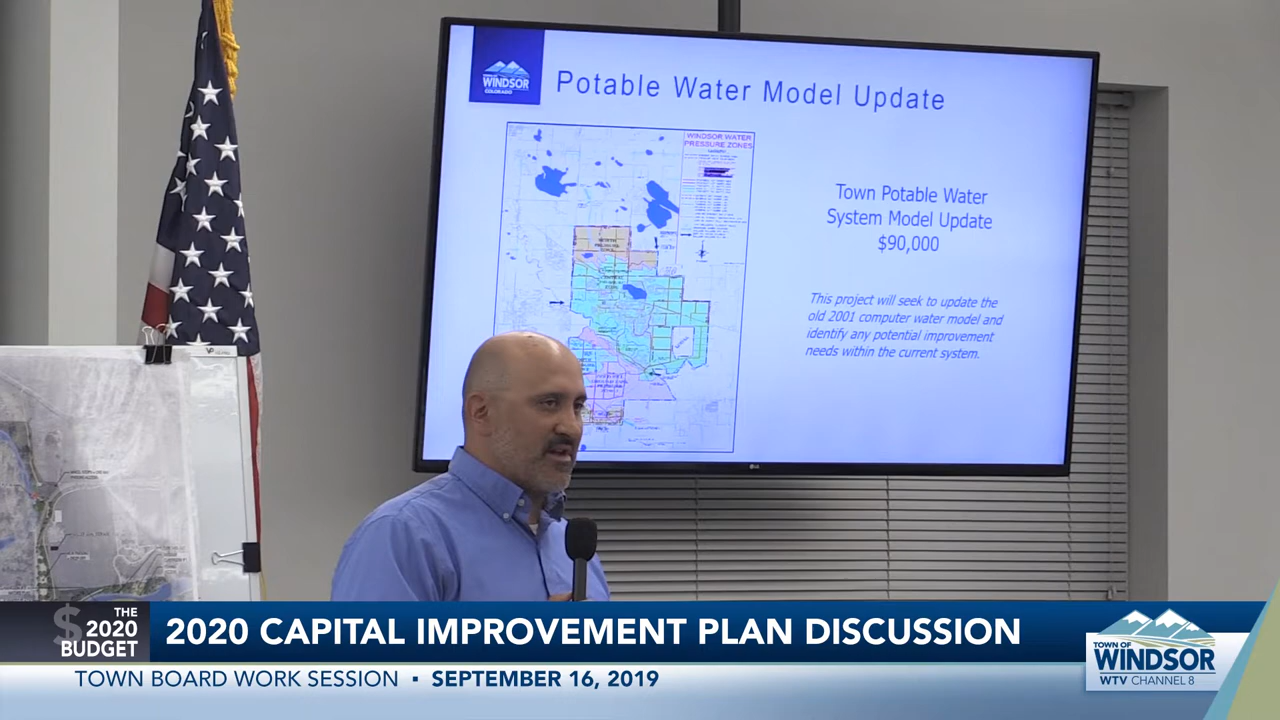 TOWN OF
WINDSOR
COLORADO
Potable Water Model Update
WINDSOR WATER
PRESSURE ZONES
Town Potable Water
System Model Update
$90,000
This project will seek to update the
old 2001 computer water model and
identify any potential improvement
needs within the current system.
LG
$ THE
2020
BUDGET
2020 CAPITAL IMPROVEMENT PLAN DISCUSSION
TOWN BOARD WORK SESSION ▪ SEPTEMBER 16, 2019
TOWN OF
WINDSOR
WTV CHANNEL 8